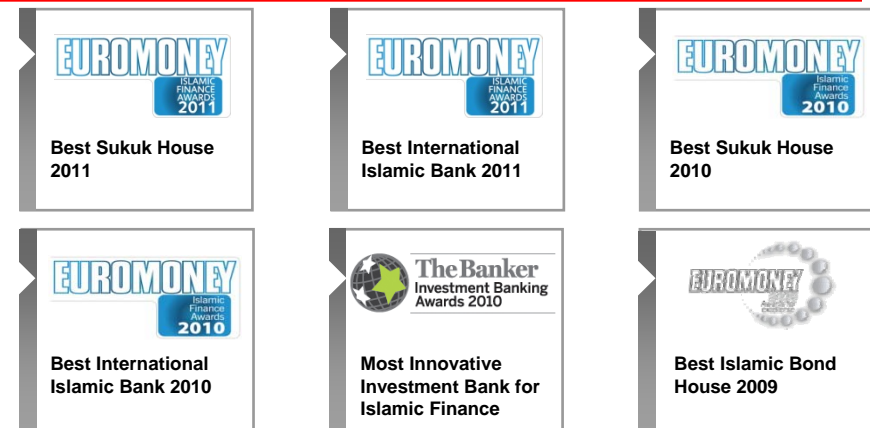 EUROMONEY
ISLAMIC
FINANCE
AWARDS
2011
Best Sukuk House
2011
EUROMONEY
ISLAMIC
FINANCE
AWARDS
2011
Best International
Islamic Bank 2011
EUROMONEY
Islamic
Finance
Awards
2010
Best Sukuk House
2010
EUROMONEY
Islamic
Finance
Awards
2010
Best International
Islamic Bank 2010
The Banker
Investment Banking
Awards 2010
Most Innovative
Investment Bank for
Islamic Finance
EUROMONEY
Awards for
excellence
Best Islamic Bond
House 2009